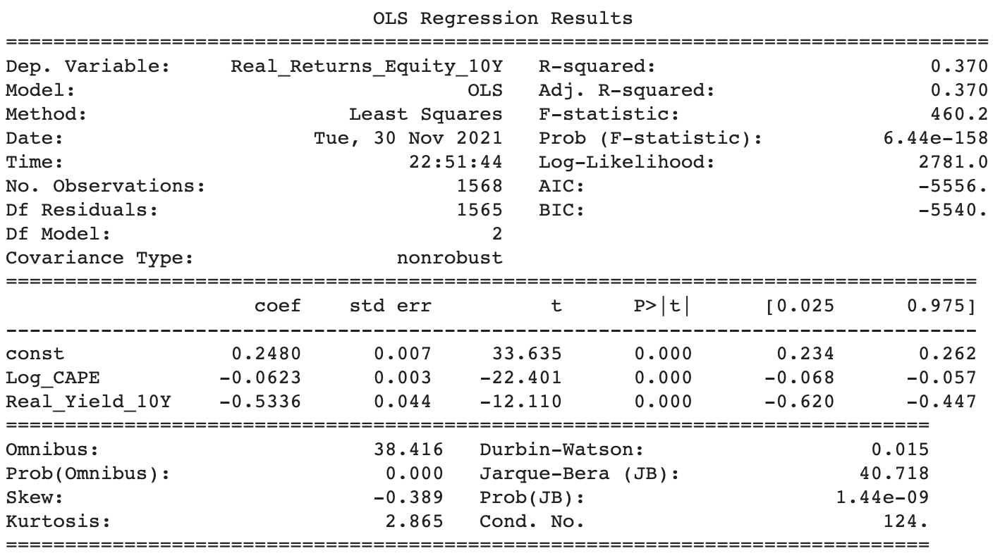 OLS Regression Results
==================================================================================
Dep. Variable:     Real_Returns_Equity_10Y   R-squared:                       0.370
Model:                                 OLS   Adj. R-squared:                  0.370
Method:                      Least Squares   F-statistic:                     460.2
Date:                     Tue, 30 Nov 2021   Prob (F-statistic):          6.44e-158
Time:                             22:51:44   Log-Likelihood:                 2781.0
No. Observations:                     1568   AIC:                            -5556.
Df Residuals:                         1565   BIC:                            -5540.
Df Model:                                2
Covariance Type:                 nonrobust
=================================================================================
                     coef    std err          t      P>|t|      [0.025      0.975]
---------------------------------------------------------------------------------
const              0.2480      0.007     33.635      0.000       0.234       0.262
Log_CAPE          -0.0623      0.003    -22.401      0.000      -0.068      -0.057
Real_Yield_10Y    -0.5336      0.044    -12.110      0.000      -0.620      -0.447
=============================================================================
Omnibus:                       38.416   Durbin-Watson:                   0.015
Prob(Omnibus):                  0.000   Jarque-Bera (JB):               40.718
Skew:                          -0.389   Prob(JB):                     1.44e-09
Kurtosis:                       2.865   Cond. No.                         124.
=============================================================================